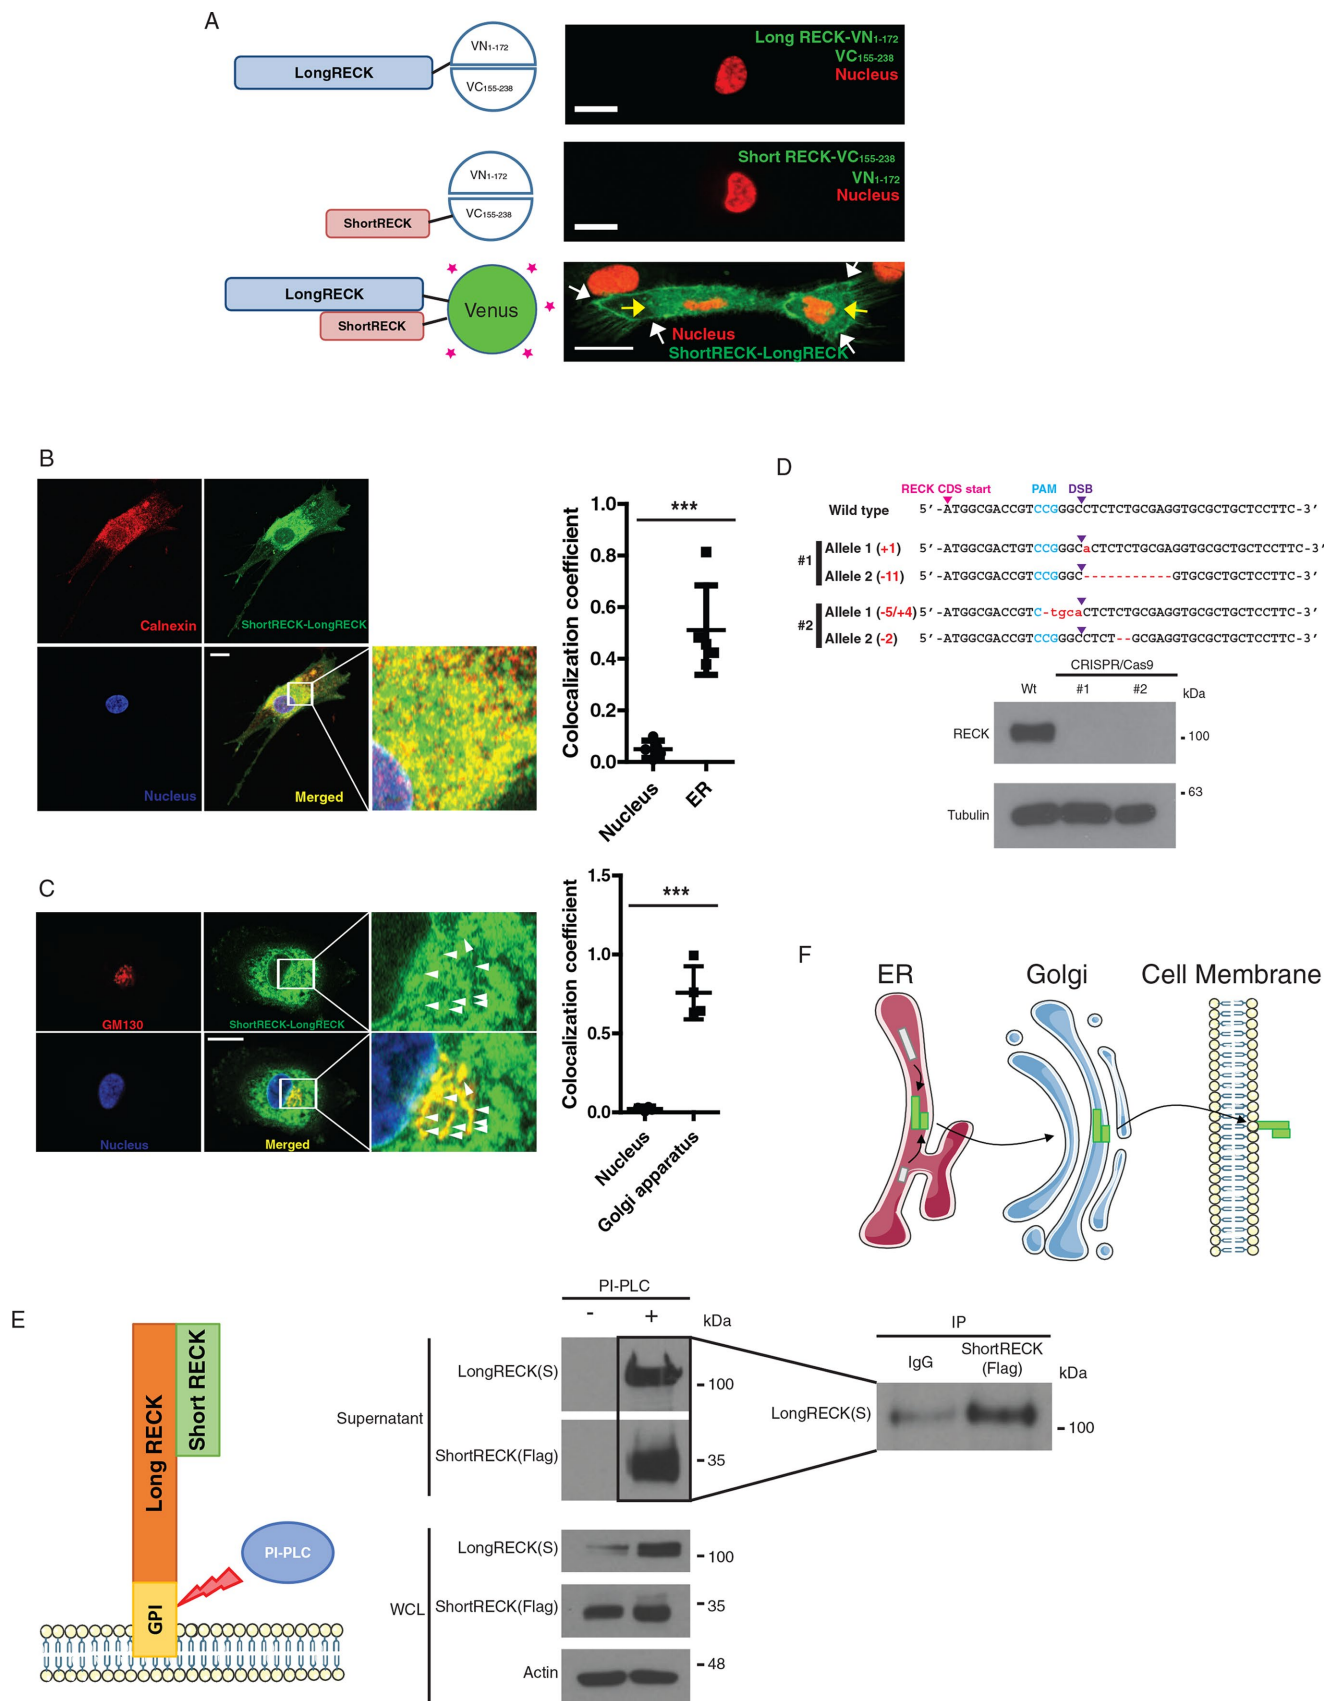 A
LongRECK
VN1-172
VC155-238
Long RECK-VN1-172
VC155-238
Nucleus
ShortRECK
VN1-172
VC155-238
Short RECK-VC155-238
VN1-172
Nucleus
LongRECK
ShortRECK
Venus
Nucleus
ShortRECK-LongRECK
B
Calnexin
ShortRECK-LongRECK
Nucleus
Merged
Colocalization coefficient
1.0
0.8
0.6
0.4
0.2
0.0
***
Nucleus
ER
C
GM130
ShortRECK-LongRECK
Nucleus
Merged
Colocalization coefficient
1.5
1.0
0.5
0.0
***
Nucleus
Golgi apparatus
D
RECK CDS start PAM DSB
Wild type 5'-ATGGCGACCGTCCGGGCCTCTCTGCGAGGTGCGCTGCTCCTTC-3'
#1
Allele 1 (+1) 5'-ATGGCGACTGTCCGGGCaCTCTCTGCGAGGTGCGCTGCTCCTTC-3'
Allele 2 (-11) 5'-ATGGCGACCGTCCGGGC-----------GTGCGCTGCTCCTTC-3'
#2
Allele 1 (-5/+4) 5'-ATGGCGACCGTC-tgcaCTCTCTGCGAGGTGCGCTGCTCCTTC-3'
Allele 2 (-2) 5'-ATGGCGACCGTCCGGGCCTCT--GCGAGGTGCGCTGCTCCTTC-3'
CRISPR/Cas9
Wt #1 #2 kDa
RECK
100
63
Tubulin
F
ER Golgi Cell Membrane
E
Long RECK
Short RECK
GPI
PI-PLC
PI-PLC
- + kDa
Supernatant
LongRECK(S)
100
ShortRECK(Flag)
35
WCL
LongRECK(S)
100
ShortRECK(Flag)
35
Actin
48
IP
IgG
ShortRECK
(Flag)
kDa
LongRECK(S)
100